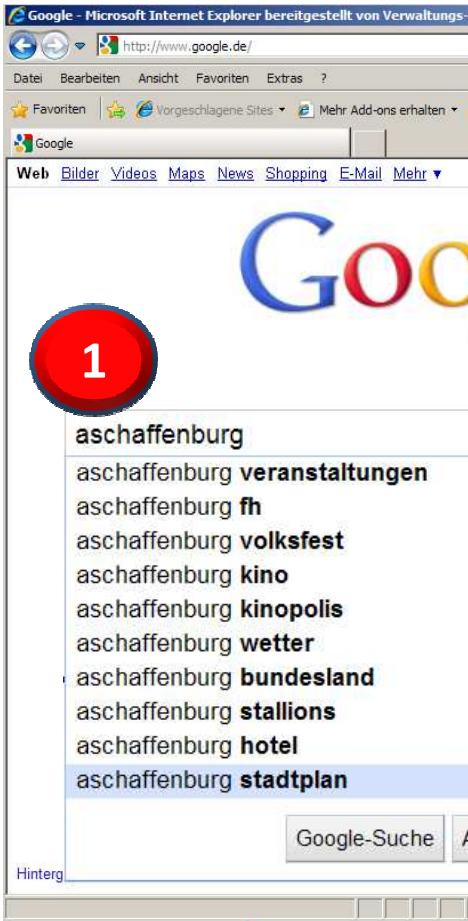 Google - Microsoft Internet Explorer bereitgestellt von Verwaltungs-
http://www.google.de/
Datei Bearbeiten Ansicht Favoriten Extras ?
Favoriten Vorgeschlagene Sites Mehr Add-ons erhalten
Google
Web Bilder Videos Maps News Shopping E-Mail Mehr
Goo
1
aschaffenburg
aschaffenburg veranstaltungen
aschaffenburg fh
aschaffenburg volksfest
aschaffenburg kino
aschaffenburg kinopolis
aschaffenburg wetter
aschaffenburg bundesland
aschaffenburg stallions
aschaffenburg hotel
aschaffenburg stadtplan
Google-Suche A
Hinterg